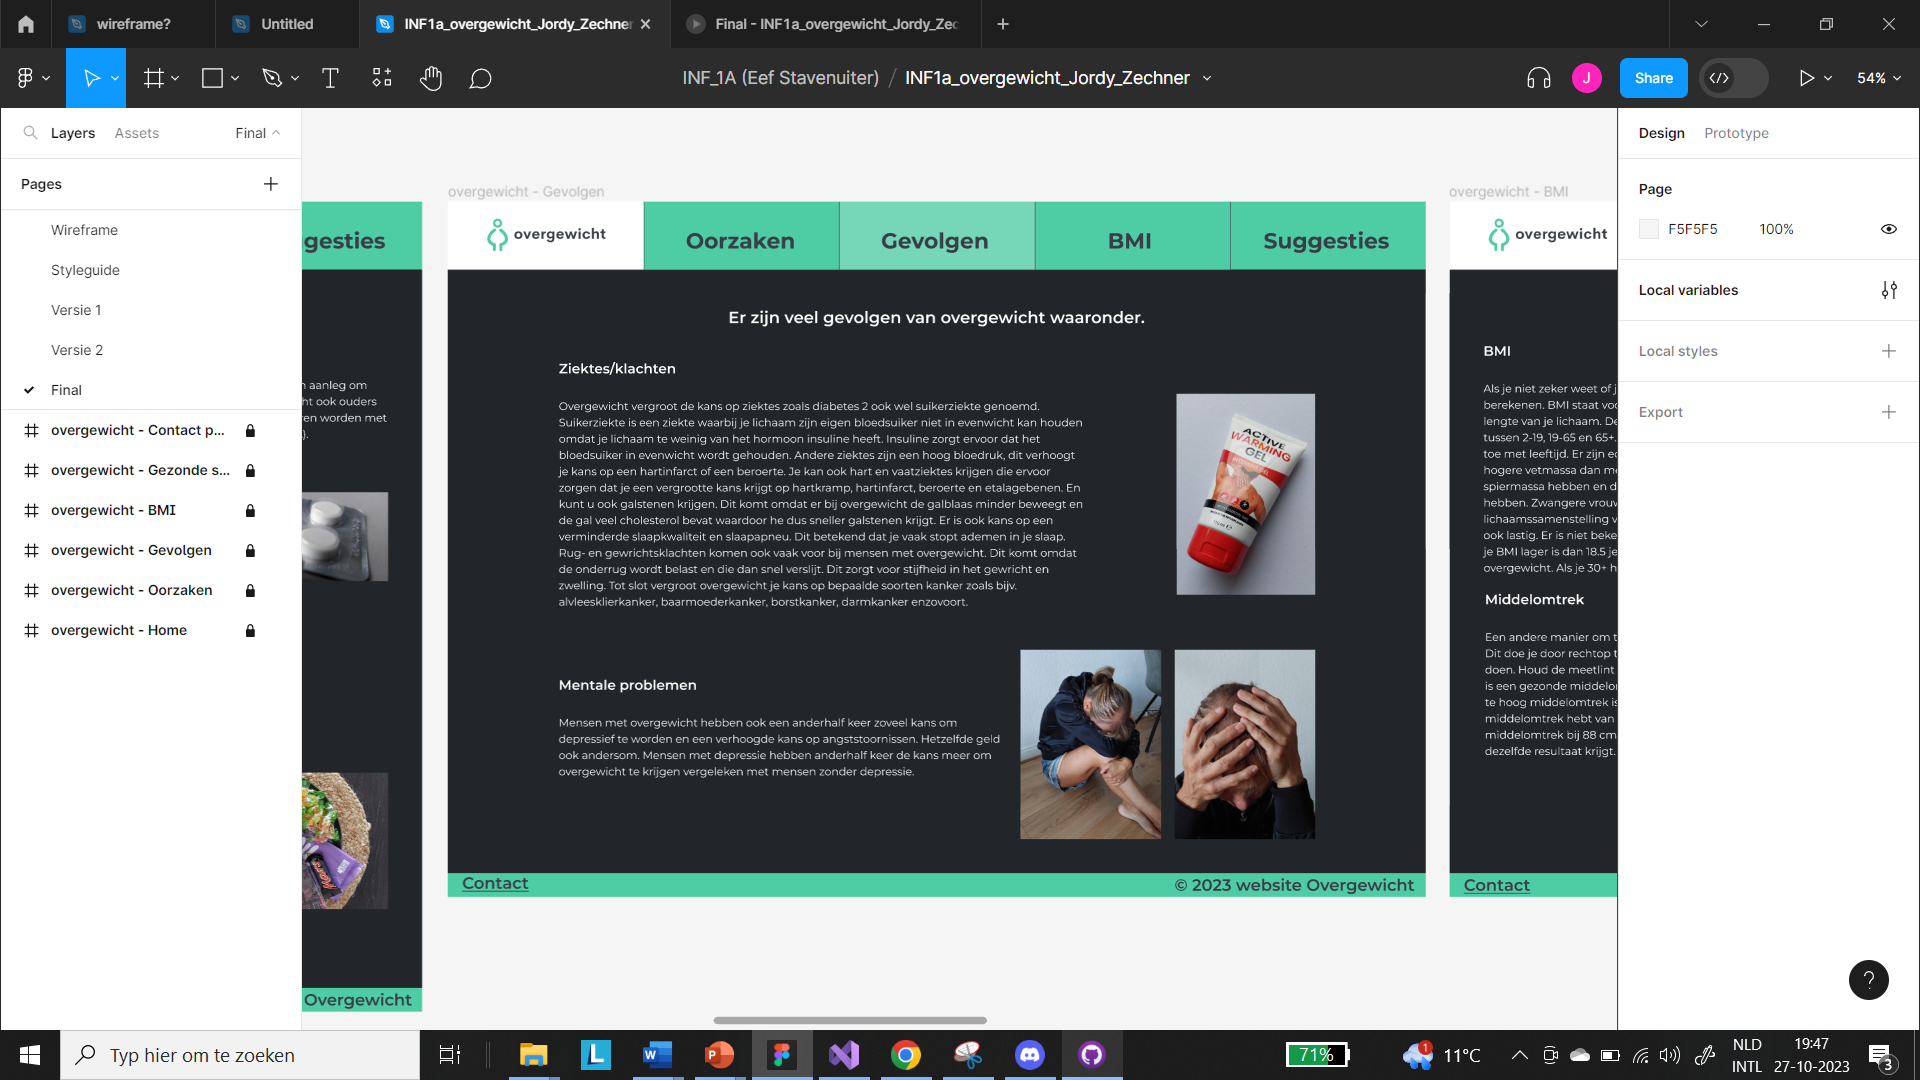 wireframe?
Untitled
INF1a_overgewicht_Jordy_Zechner
Final - INF1a_overgewicht_Jordy_Zec
INF_1A (Eef Stavenuiter) / INF1a_overgewicht_Jordy_Zechner
J
Share
54%
Layers
Assets
Final
Pages
Wireframe
Styleguide
Versie 1
Versie 2
Final
overgewicht - Contact p...
overgewicht - Gezonde s...
overgewicht - BMI
overgewicht - Gevolgen
overgewicht - Oorzaken
overgewicht - Home
gesties
n aanleg om
ht ook ouders
en worden met
).
Overgewicht
overgewicht - Gevolgen
overgewicht
Oorzaken
Gevolgen
BMI
Suggesties
Er zijn veel gevolgen van overgewicht waaronder.
Ziektes/klachten
Overgewicht vergroot de kans op ziektes zoals diabetes 2 ook wel suikerziekte genoemd.
Suikerziekte is een ziekte waarbij je lichaam zijn eigen bloedsuiker niet in evenwicht kan houden
omdat je lichaam te weinig van het hormoon insuline heeft. Insuline zorgt ervoor dat het
bloedsuiker in evenwicht wordt gehouden. Andere ziektes zijn een hoog bloedruk, dit verhoogt
je kans op een hartinfarct of een beroerte. Je kan ook hart en vaatziektes krijgen die ervoor
zorgen dat je een vergrootte kans krijgt op hartkramp, hartinfarct, beroerte en etalagebenen. En
kunt u ook galstenen krijgen. Dit komt omdat er bij overgewicht de galblaas minder beweegt en
de gal veel cholesterol bevat waardoor he dus sneller galstenen krijgt. Er is ook kans op een
verminderde slaapkwaliteit en slaapapneu. Dit betekend dat je vaak stopt ademen in je slaap.
Rug- en gewrichtsklachten komen ook vaak voor bij mensen met overgewicht. Dit komt omdat
de onderrug wordt belast en die dan snel verslijt. Dit zorgt voor stijfheid in het gewricht en
zwelling. Tot slot vergroot overgewicht je kans op bepaalde soorten kanker zoals bijv.
alvleesklierkanker, baarmoederkanker, borstkanker, darmkanker enzovoort.
ACTIVE
WARMING
GEL
Mentale problemen
Mensen met overgewicht hebben ook een anderhalf keer zoveel kans om
depressief te worden en een verhoogde kans op angststoornissen. Hetzelfde geld
ook andersom. Mensen met depressie hebben anderhalf keer de kans meer om
overgewicht te krijgen vergeleken met mensen zonder depressie.
Contact
© 2023 website Overgewicht
overgewicht - BMI
overgewicht
BMI
Als je niet zeker weet of j
berekenen. BMI staat voo
lengte van je lichaam. De
tussen 2-19, 19-65 en 65+.
toe met leeftijd. Er zijn ec
hogere vetmassa dan me
spiermassa hebben en d
hebben. Zwangere vrouw
lichaamssamenstelling v
ook lastig. Er is niet beke
je BMI lager is dan 18.5 je
overgewicht. Als je 30+ h
Middelomtrek
Een andere manier om t
Dit doe je door rechtop t
doen. Houd de meetlint
is een gezonde middelor
te hoog middelomtrek is
middelomtrek hebt van
middelomtrek bij 88 cm
dezelfde resultaat krijgt.
Contact
Design
Prototype
Page
F5F5F5
100%
Local variables
Local styles
Export
?
Typ hier om te zoeken
71%
1
11°C
NLD
INTL
19:47
27-10-2023
3